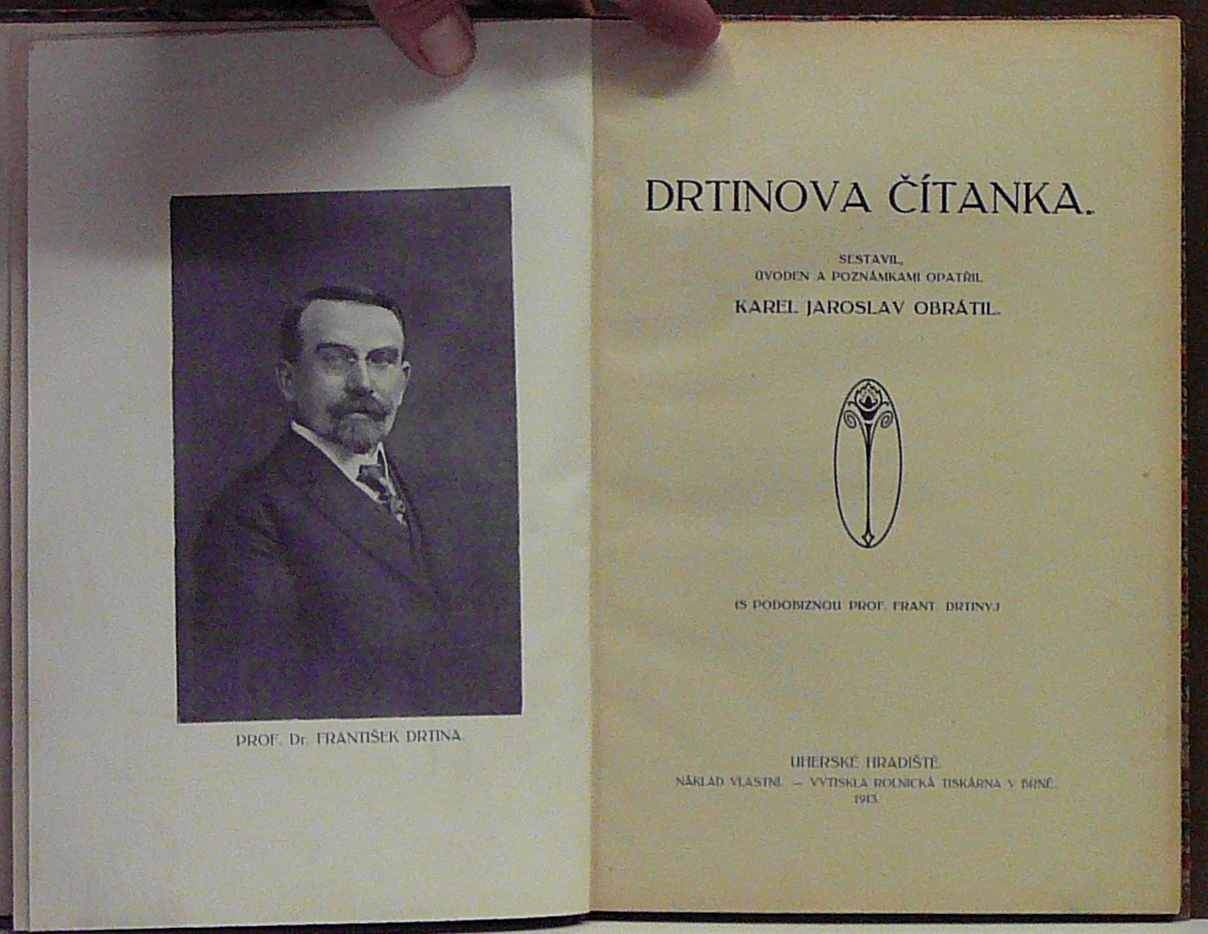 PROF. Dr. FRANTIŠEK DRTINA.
DRTINOVA ČÍTANKA.
SESTAVIL,
ÚVODEM A POZNÁMKAMI OPATŘIL
KAREL JAROSLAV OBRÁTIL.
(S PODOBIZNOU PROF. FRANT. DRTINY.)
UHERSKÉ HRADIŠTĚ.
NÁKLAD VLASTNÍ. — VYTISKLA ROLNICKÁ TISKÁRNA V BRNĚ.
1913.